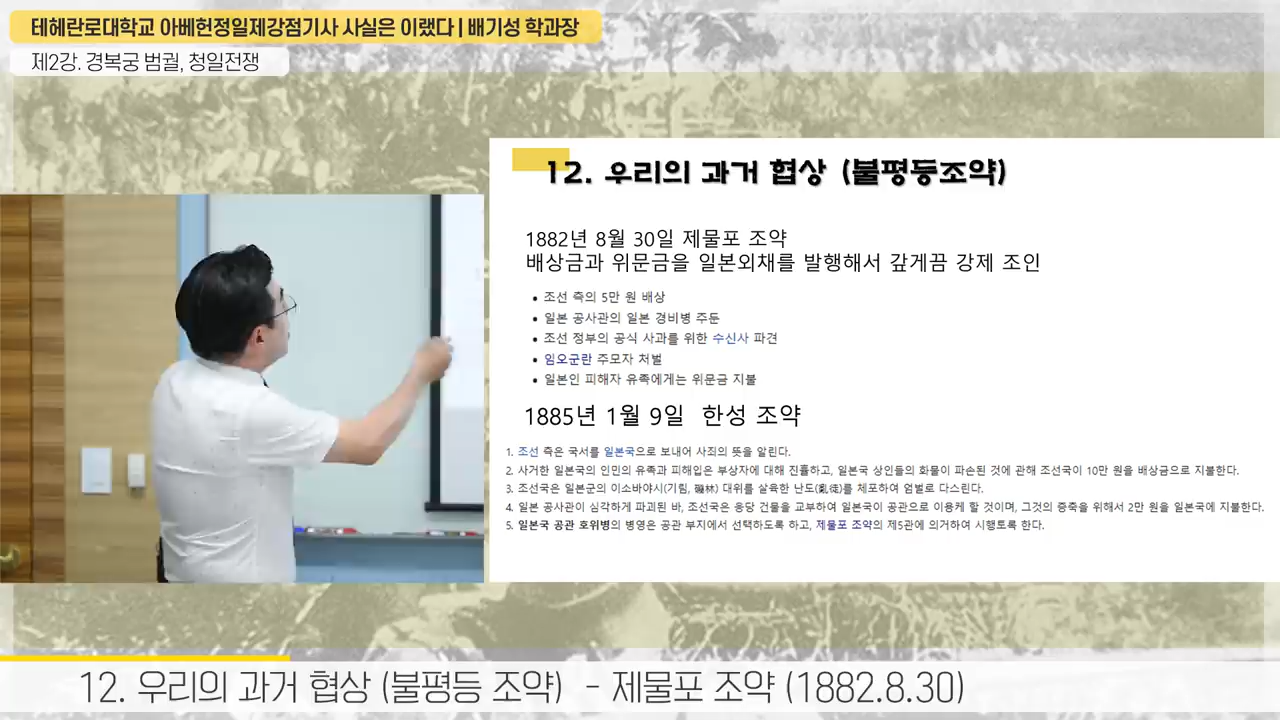 테헤란로대학교 아베헌정일제강점기사 사실은 이랬다 | 배기성 학과장
제2강. 경복궁 범궐, 청일전쟁
12. 우리의 과거 협상 (불평등조약)
1882년 8월 30일 제물포 조약
배상금과 위문금을 일본외채를 발행해서 갚게끔 강제 조인
• 조선 측의 5만 원 배상
• 일본 공사관의 일본 경비병 주둔
• 조선 정부의 공식 사과를 위한 수신사 파견
• 임오군란 주모자 처벌
• 일본인 피해자 유족에게는 위문금 지불
1885년 1월 9일 한성 조약
1. 조선 측은 국서를 일본국으로 보내어 사죄의 뜻을 알린다.
2. 사거한 일본국의 인민의 유족과 피해입은 부상자에 대해 진휼하고, 일본국 상인들의 화물이 파손된 것에 관해 조선국이 10만 원을 배상금으로 지불한다.
3. 조선국은 일본군의 이소바야시(기림, 磯林) 대위를 살육한 난도(亂徒)를 체포하여 엄벌로 다스린다.
4. 일본 공사관이 심각하게 파괴된 바, 조선국은 응당 건물을 교부하여 일본국이 공관으로 이용케 할 것이며, 그것의 증축을 위해서 2만 원을 일본국에 지불한다.
5. 일본국 공관 호위병의 병영은 공관 부지에서 선택하도록 하고, 제물포 조약의 제5관에 의거하여 시행토록 한다.
12. 우리의 과거 협상 (불평등 조약) - 제물포 조약 (1882.8.30)